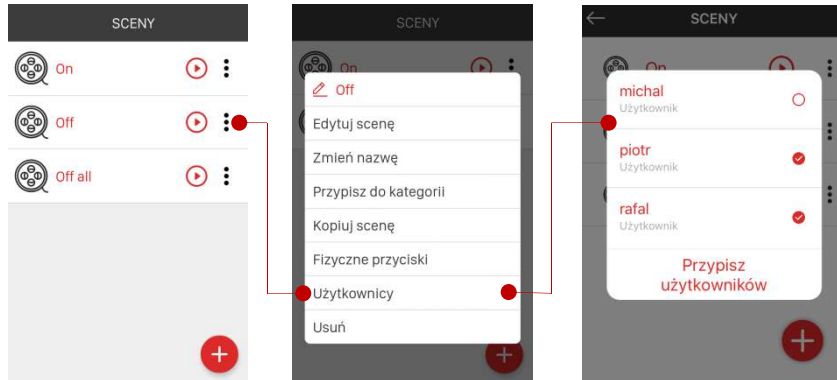 SCENY
On
Off
Off all
SCENY
On
Off
Edytuj scenę
Zmień nazwę
Przypisz do kategorii
Kopiuj scenę
Fizyczne przyciski
Użytkownicy
Usuń
SCENY
On
michal
Użytkownik
piotr
Użytkownik
rafal
Użytkownik
Przypisz
użytkowników